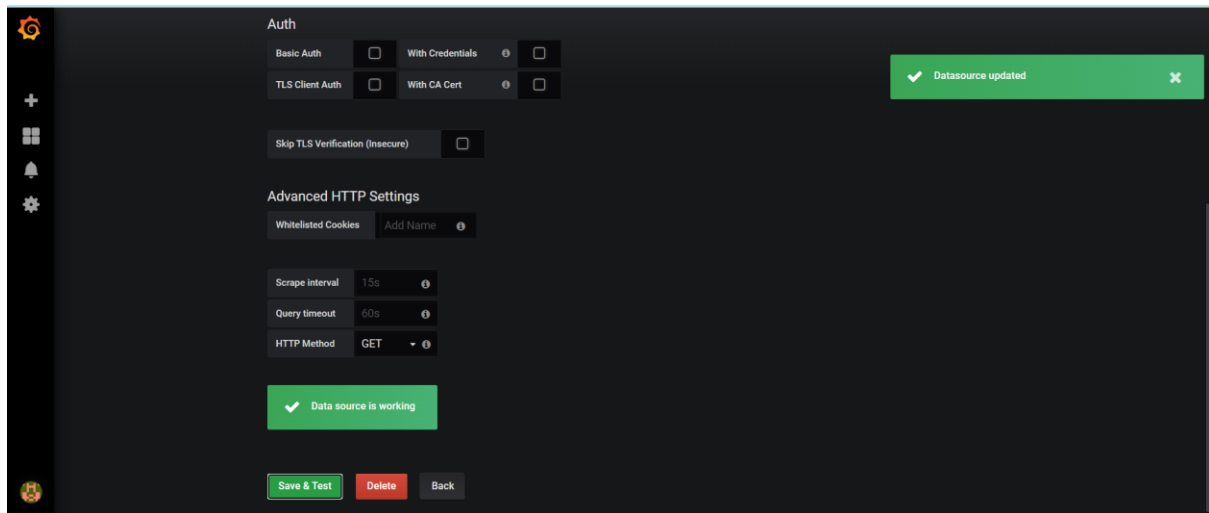 Auth
Basic Auth With Credentials
Datasource updated
TLS Client Auth With CA Cert
Skip TLS Verification (Insecure)
Advanced HTTP Settings
Whitelisted Cookies Add Name
Scrape interval 15s
Query timeout 60s
HTTP Method GET
Data source is working
Save & Test Delete Back